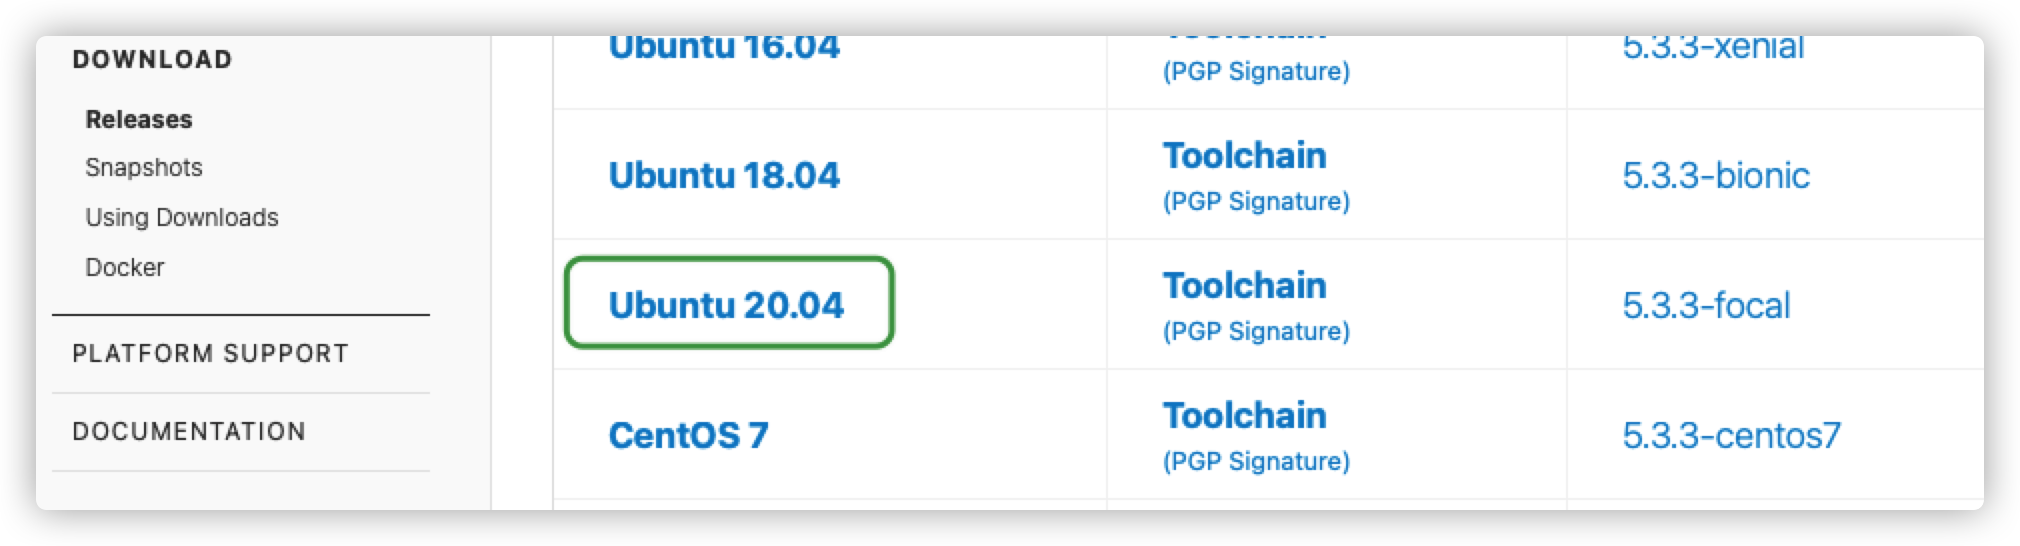 DOWNLOAD
Releases
Snapshots
Using Downloads
Docker
PLATFORM SUPPORT
DOCUMENTATION
Ubuntu 16.04
Toolchain
(PGP Signature)
5.3.3-xenial
Ubuntu 18.04
Toolchain
(PGP Signature)
5.3.3-bionic
Ubuntu 20.04
Toolchain
(PGP Signature)
5.3.3-focal
CentOS 7
Toolchain
(PGP Signature)
5.3.3-centos7